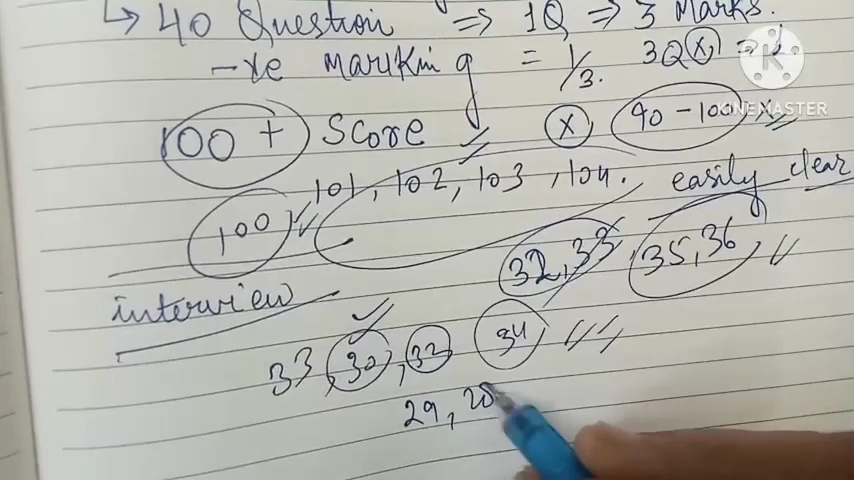 ↳ 40 Question ⇒ 1Q ⇒ 3 Marks.
-ve marking = 1/3. 3Q (x) =
KINEMASTER
100 + Score (x) 90 - 100 x
101, 102, 103, 104. easily clear
100
32, 33 35, 36
interview
33, 30, 32 34
29, 28